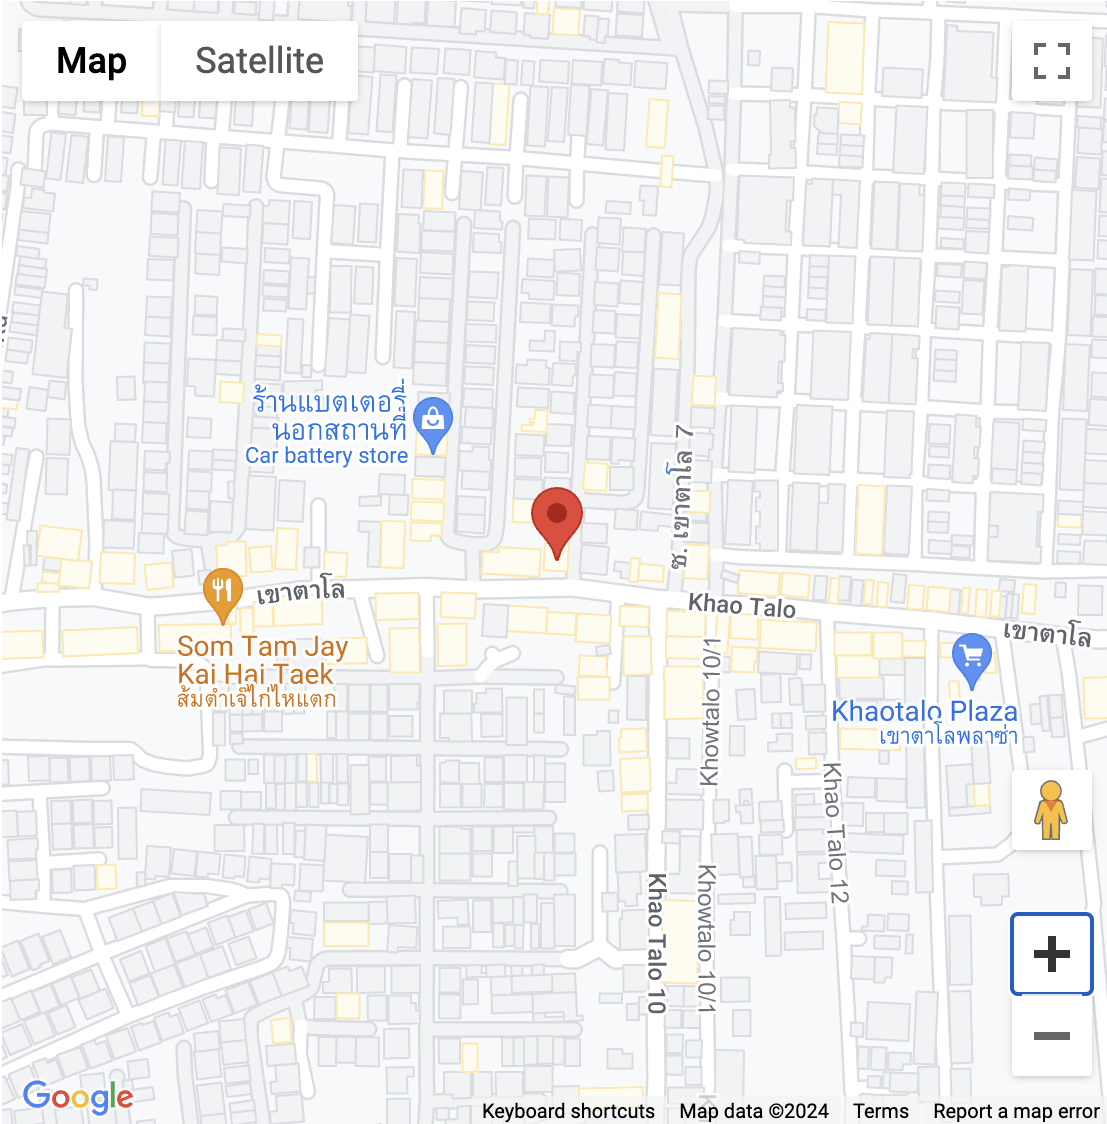 Map
Satellite
ร้านแบตเตอรี่
นอกสถานที่
Car battery store
ซ. เขาตาโล 7
เขาตาโล
Khao Talo
เขาตาโล
Som Tam Jay
Kai Hai Taek
ส้มตำเจ๊ไก่ไหแตก
Khowtalo 10/1
Khaotalo Plaza
เขาตาโลพลาซ่า
Khao Talo 12
Khao Talo 10
Khowtalo 10/1
Google
Keyboard shortcuts
Map data ©2024
Terms
Report a map error